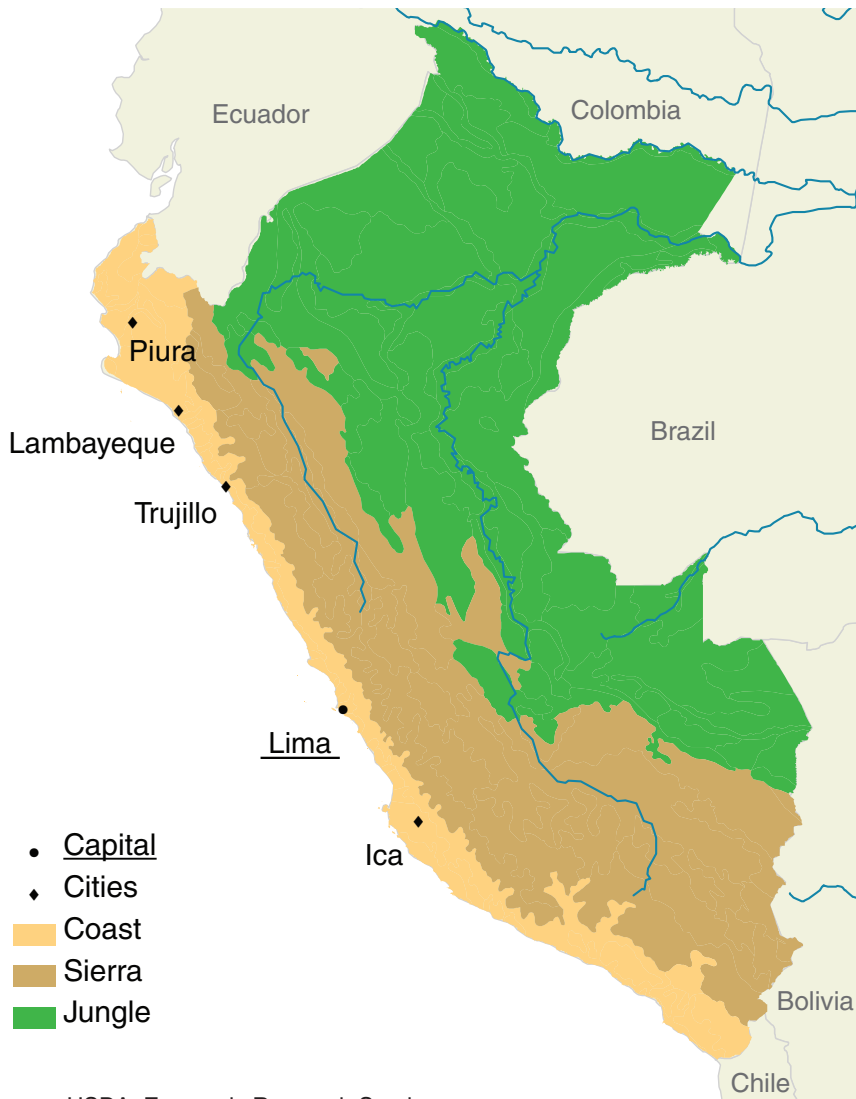 Ecuador
Colombia
Piura
Lambayeque
Brazil
Trujillo
Lima
Ica
Capital
Cities
Coast
Sierra
Jungle
Bolivia
Chile